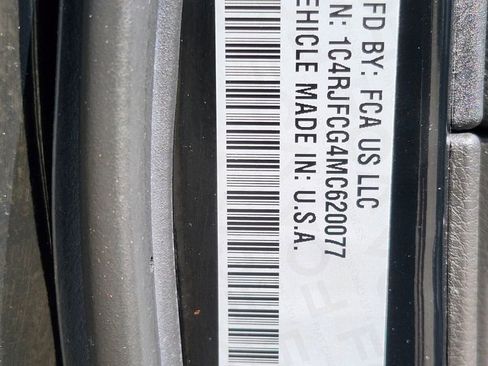 FD BY: FCA US LLC
N: 1C4RJFCG4MC620077
EHICLE MADE IN: U.S.A.